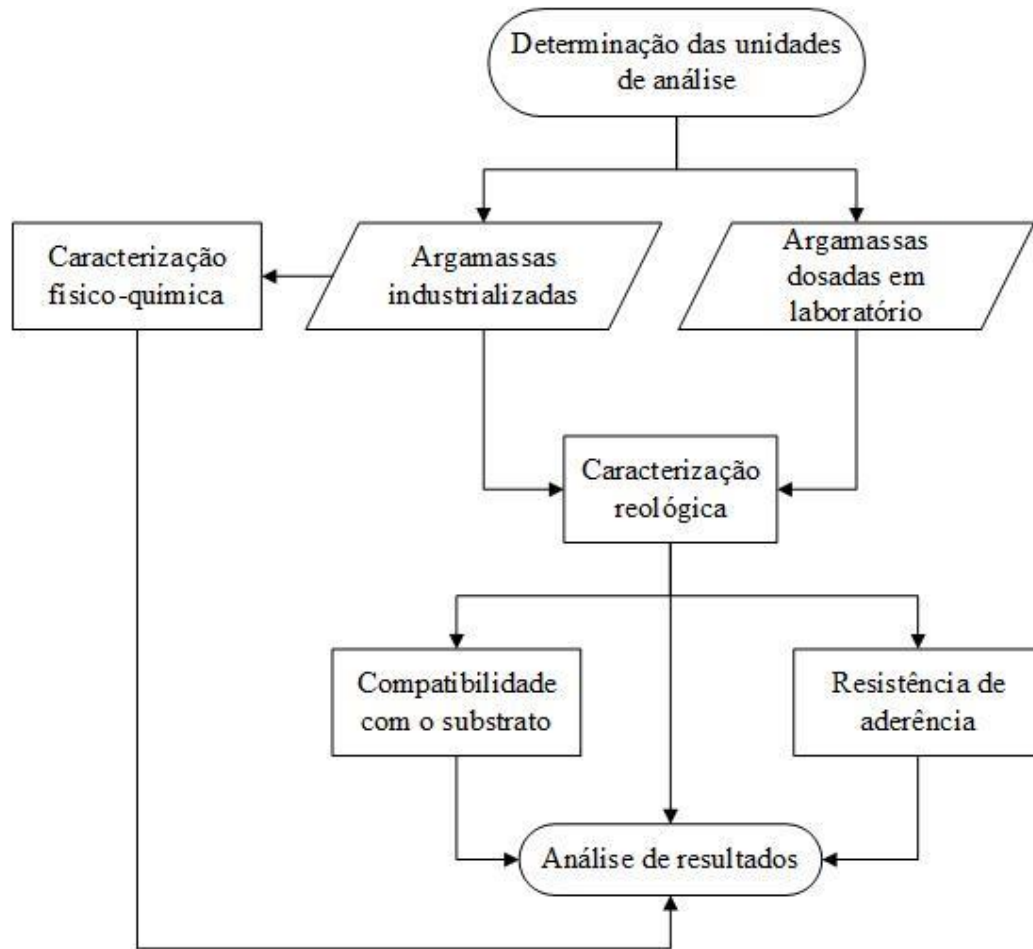 Determinação das unidades
de análise
Caracterização
físico-química
Argamassas
industrializadas
Argamassas
dosadas em
laboratório
Caracterização
reológica
Compatibilidade
com o substrato
Resistência de
aderência
Análise de resultados